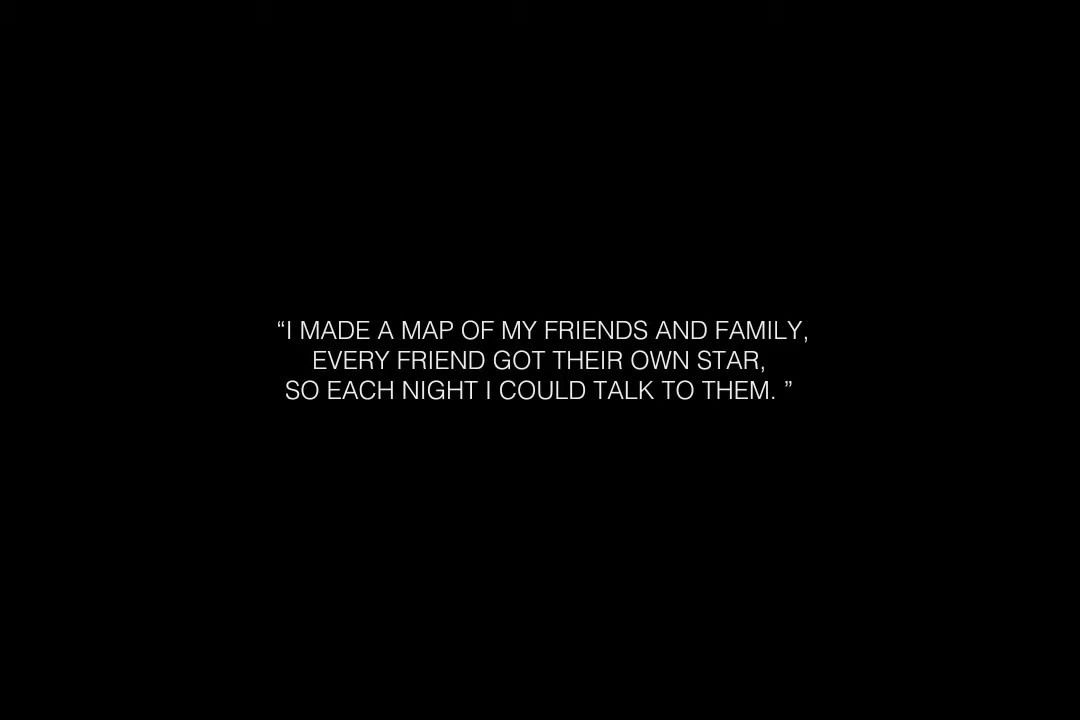 “I MADE A MAP OF MY FRIENDS AND FAMILY,
EVERY FRIEND GOT THEIR OWN STAR,
SO EACH NIGHT I COULD TALK TO THEM. ”